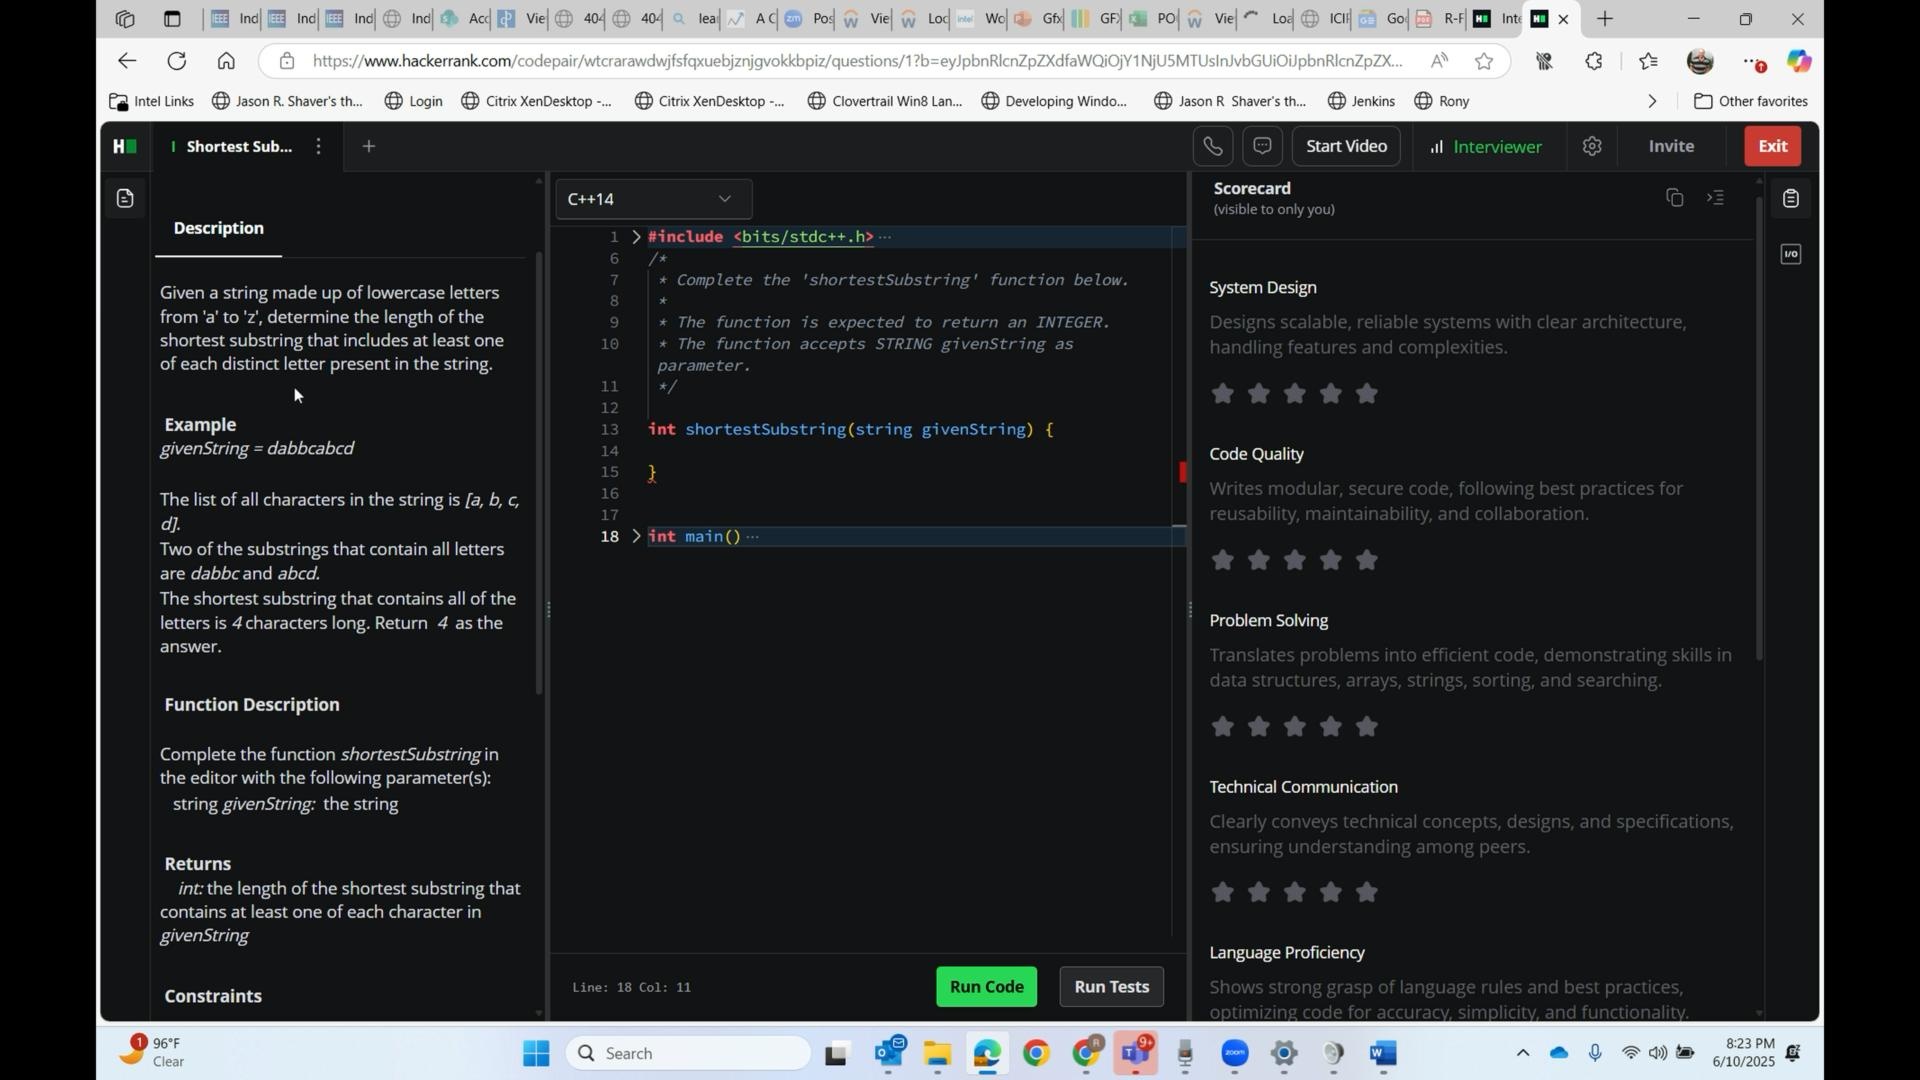 Ind
Ind
Ind
Ind
Acc
Vie
404
404
lea
A C
Pos
Vie
Loc
Wo
Gfx
GFX
PO
Vie
Loa
ICIF
Go
R-F
Inte
https://www.hackerrank.com/codepair/wtcrarawdwjfsfqxuebjznjgvokkbpiz/questions/1?b=eyJpbnRlcnZpZXdfaWQiOjY1NjU5MTUsInJvbGUiOiJpbnRlcnZpZX...
Intel Links
Jason R. Shaver's th...
Login
Citrix XenDesktop -...
Citrix XenDesktop -...
Clovertrail Win8 Lan...
Developing Windo...
Jason R Shaver's th...
Jenkins
Rony
Other favorites
H
Shortest Sub...
Start Video
Interviewer
Invite
Exit
Description
Given a string made up of lowercase letters
from 'a' to 'z', determine the length of the
shortest substring that includes at least one
of each distinct letter present in the string.
Example
givenString = dabbcabcd
The list of all characters in the string is [a, b, c,
d].
Two of the substrings that contain all letters
are dabbc and abcd.
The shortest substring that contains all of the
letters is 4 characters long. Return 4 as the
answer.
Function Description
Complete the function shortestSubstring in
the editor with the following parameter(s):
string givenString: the string
Returns
int: the length of the shortest substring that
contains at least one of each character in
givenString
Constraints
C++14
1 #include <bits/stdc++.h> ...
6 /*
7 * Complete the 'shortestSubstring' function below.
8 *
9 * The function is expected to return an INTEGER.
10 * The function accepts STRING givenString as
parameter.
11 */
12
13 int shortestSubstring(string givenString) {
14
15 }
16
17
18 int main() ...
Line: 18 Col: 11
Run Code
Run Tests
Scorecard
(visible to only you)
I/O
System Design
Designs scalable, reliable systems with clear architecture,
handling features and complexities.
Code Quality
Writes modular, secure code, following best practices for
reusability, maintainability, and collaboration.
Problem Solving
Translates problems into efficient code, demonstrating skills in
data structures, arrays, strings, sorting, and searching.
Technical Communication
Clearly conveys technical concepts, designs, and specifications,
ensuring understanding among peers.
Language Proficiency
Shows strong grasp of language rules and best practices,
optimizing code for accuracy, simplicity, and functionality.
1
96°F
Clear
Search
9+
zoom
8:23 PM
6/10/2025